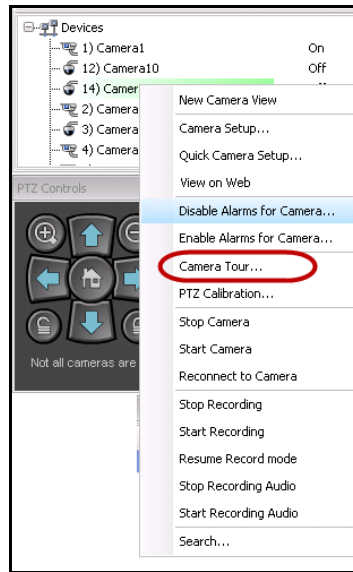 Devices
1) Camera1 On
12) Camera10 Off
14) Camer
2) Camera
3) Camera
4) Camera
PTZ Controls
Not all cameras are
New Camera View
Camera Setup...
Quick Camera Setup...
View on Web
Disable Alarms for Camera...
Enable Alarms for Camera...
Camera Tour...
PTZ Calibration...
Stop Camera
Start Camera
Reconnect to Camera
Stop Recording
Start Recording
Resume Record mode
Stop Recording Audio
Start Recording Audio
Search...